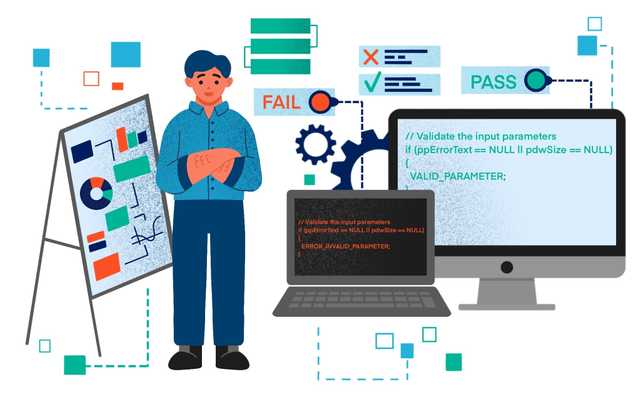 FAIL
PASS
// Validate the input parameters
if (ppErrorText == NULL || pdwSize == NULL)
{
VALID_PARAMETER;
}
// Validate the input parameters
if (ppErrorText == NULL || pdwSize == NULL)
{
ERROR_INVALID_PARAMETER;
}